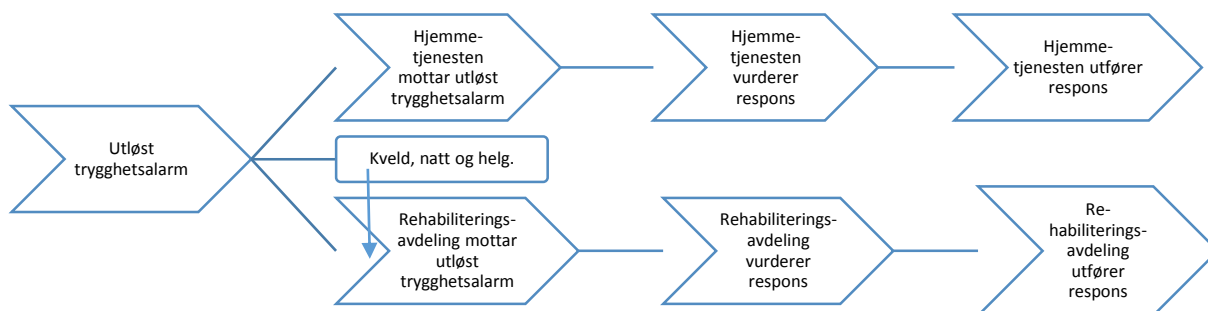 Utløst
trygghetsalarm
Hjemme-
tjenesten
mottar utløst
trygghetsalarm
Hjemme-
tjenesten
vurderer
respons
Hjemme-
tjenesten utfører
respons
Kveld, natt og helg.
Rehabiliterings-
avdeling mottar
utløst
trygghetsalarm
Rehabiliterings-
avdeling
vurderer
respons
Re-
habiliterings-
avdeling
utfører
respons